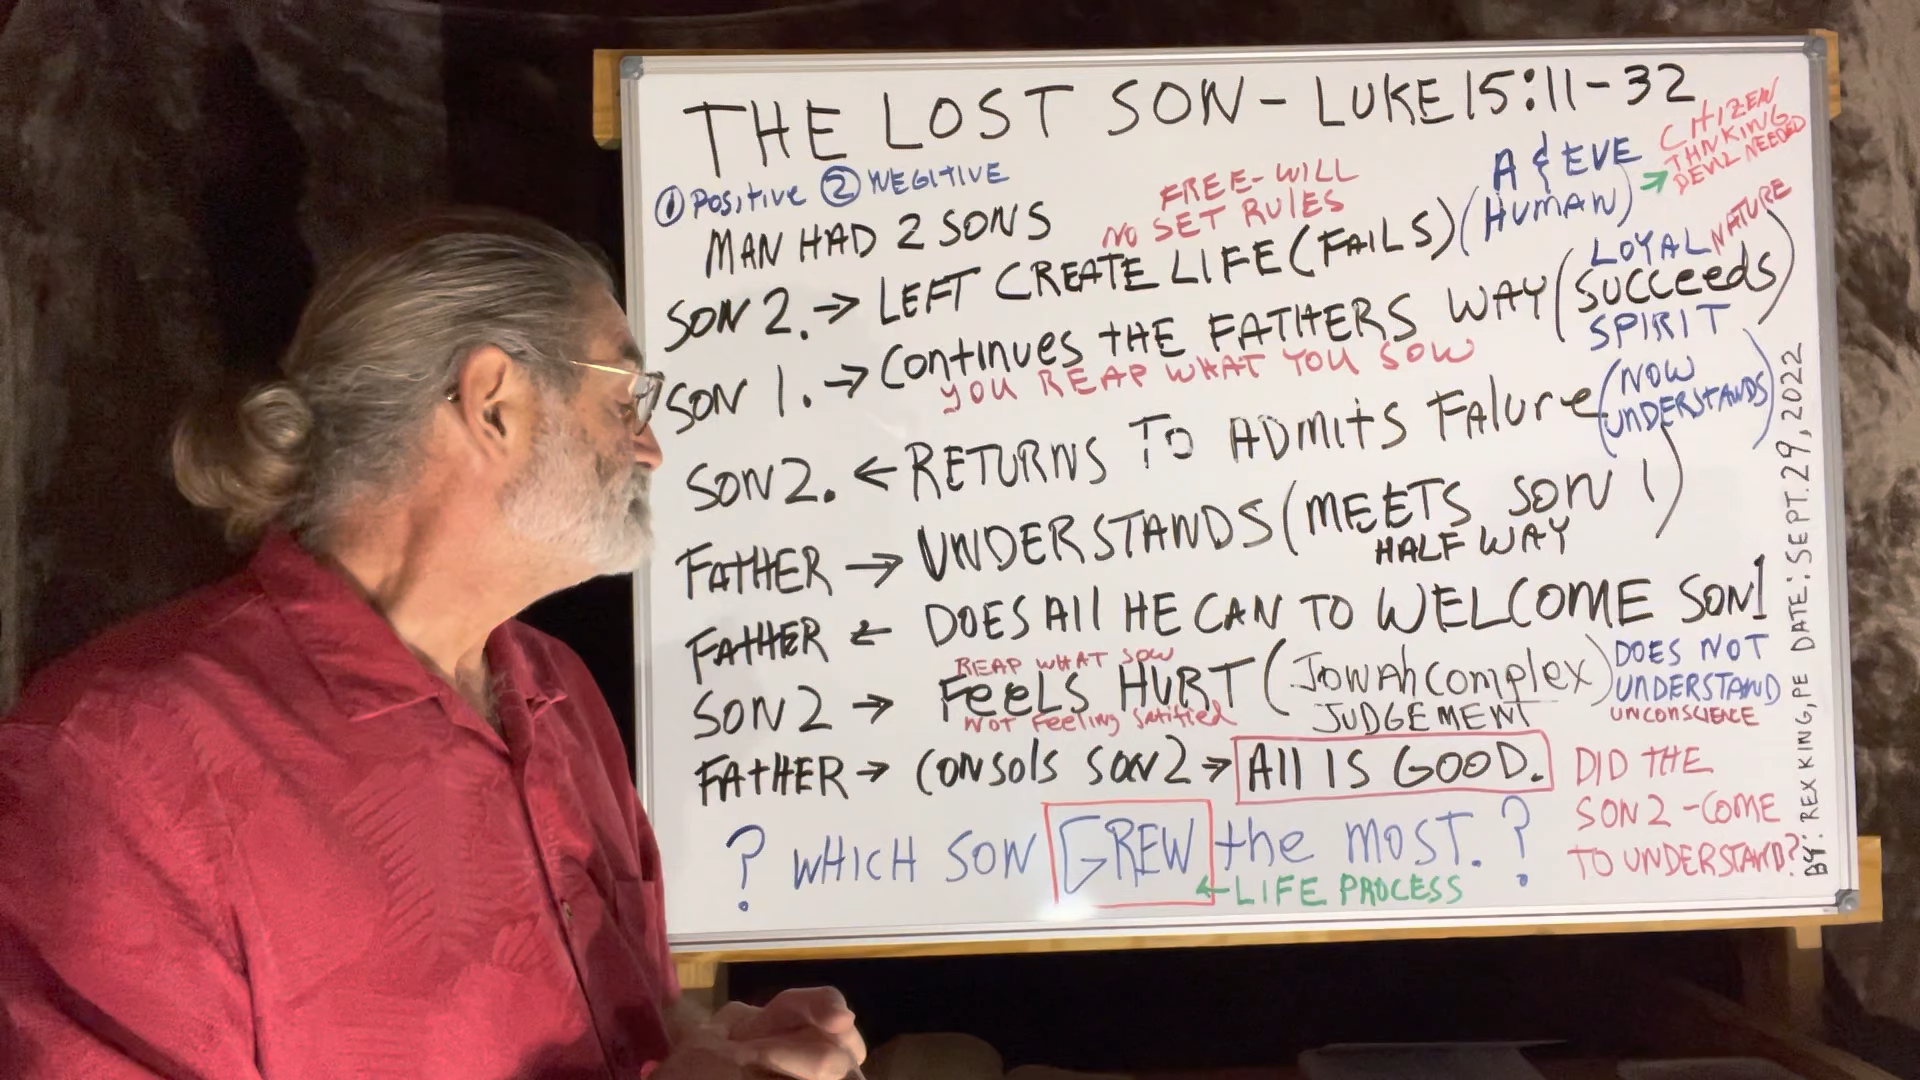 THE LOST SON - LUKE 15:11-32
CITIZEN
THNKING
DEVIL NEEDED
① Positive ② NEGITIVE
FREE-WILL
NO SET RULES
A & EVE
HUMAN) →
MAN HAD 2 SONS
SON 2. → LEFT CREATE LIFE (FAILS) (
LOYAL NATURE
SON 1. → Continues THE FATHERS WAY (Succeeds)
SPIRIT
YOU REAP WHAT YOU SOW
SON 2. ← RETURNS TO ADMITS FAlure (NOW
UNDERSTANDS)
FATHER → UNDERSTANDS (MEETS SON 1)
HALF WAY
FATHER ← DOES All HE CAN TO WELCOME SON1
REAP WHAT SOW
SON 2 → FeeLS HURT (Jowah complex) DOES NOT
UNDERSTAND
NOT Feeling Satified JUDGEMENT UNCONSCIENCE
FATHER → CONSOLS SON 2 → All IS GOOD.
DID THE
SON 2 - COME
TO UNDERSTAND?
? WHICH SON GREW the MOST. ?
← LIFE PROCESS
BY: REX KING, PE DATE: SEPT. 29, 2022